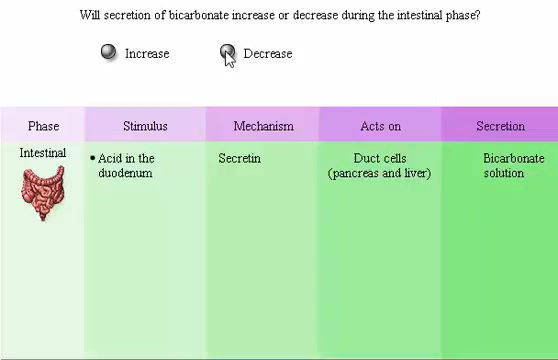 Will secretion of bicarbonate increase or decrease during the intestinal phase?
Increase Decrease
Phase Stimulus Mechanism Acts on Secretion
Intestinal • Acid in the Secretin Duct cells Bicarbonate
duodenum (pancreas and liver) solution